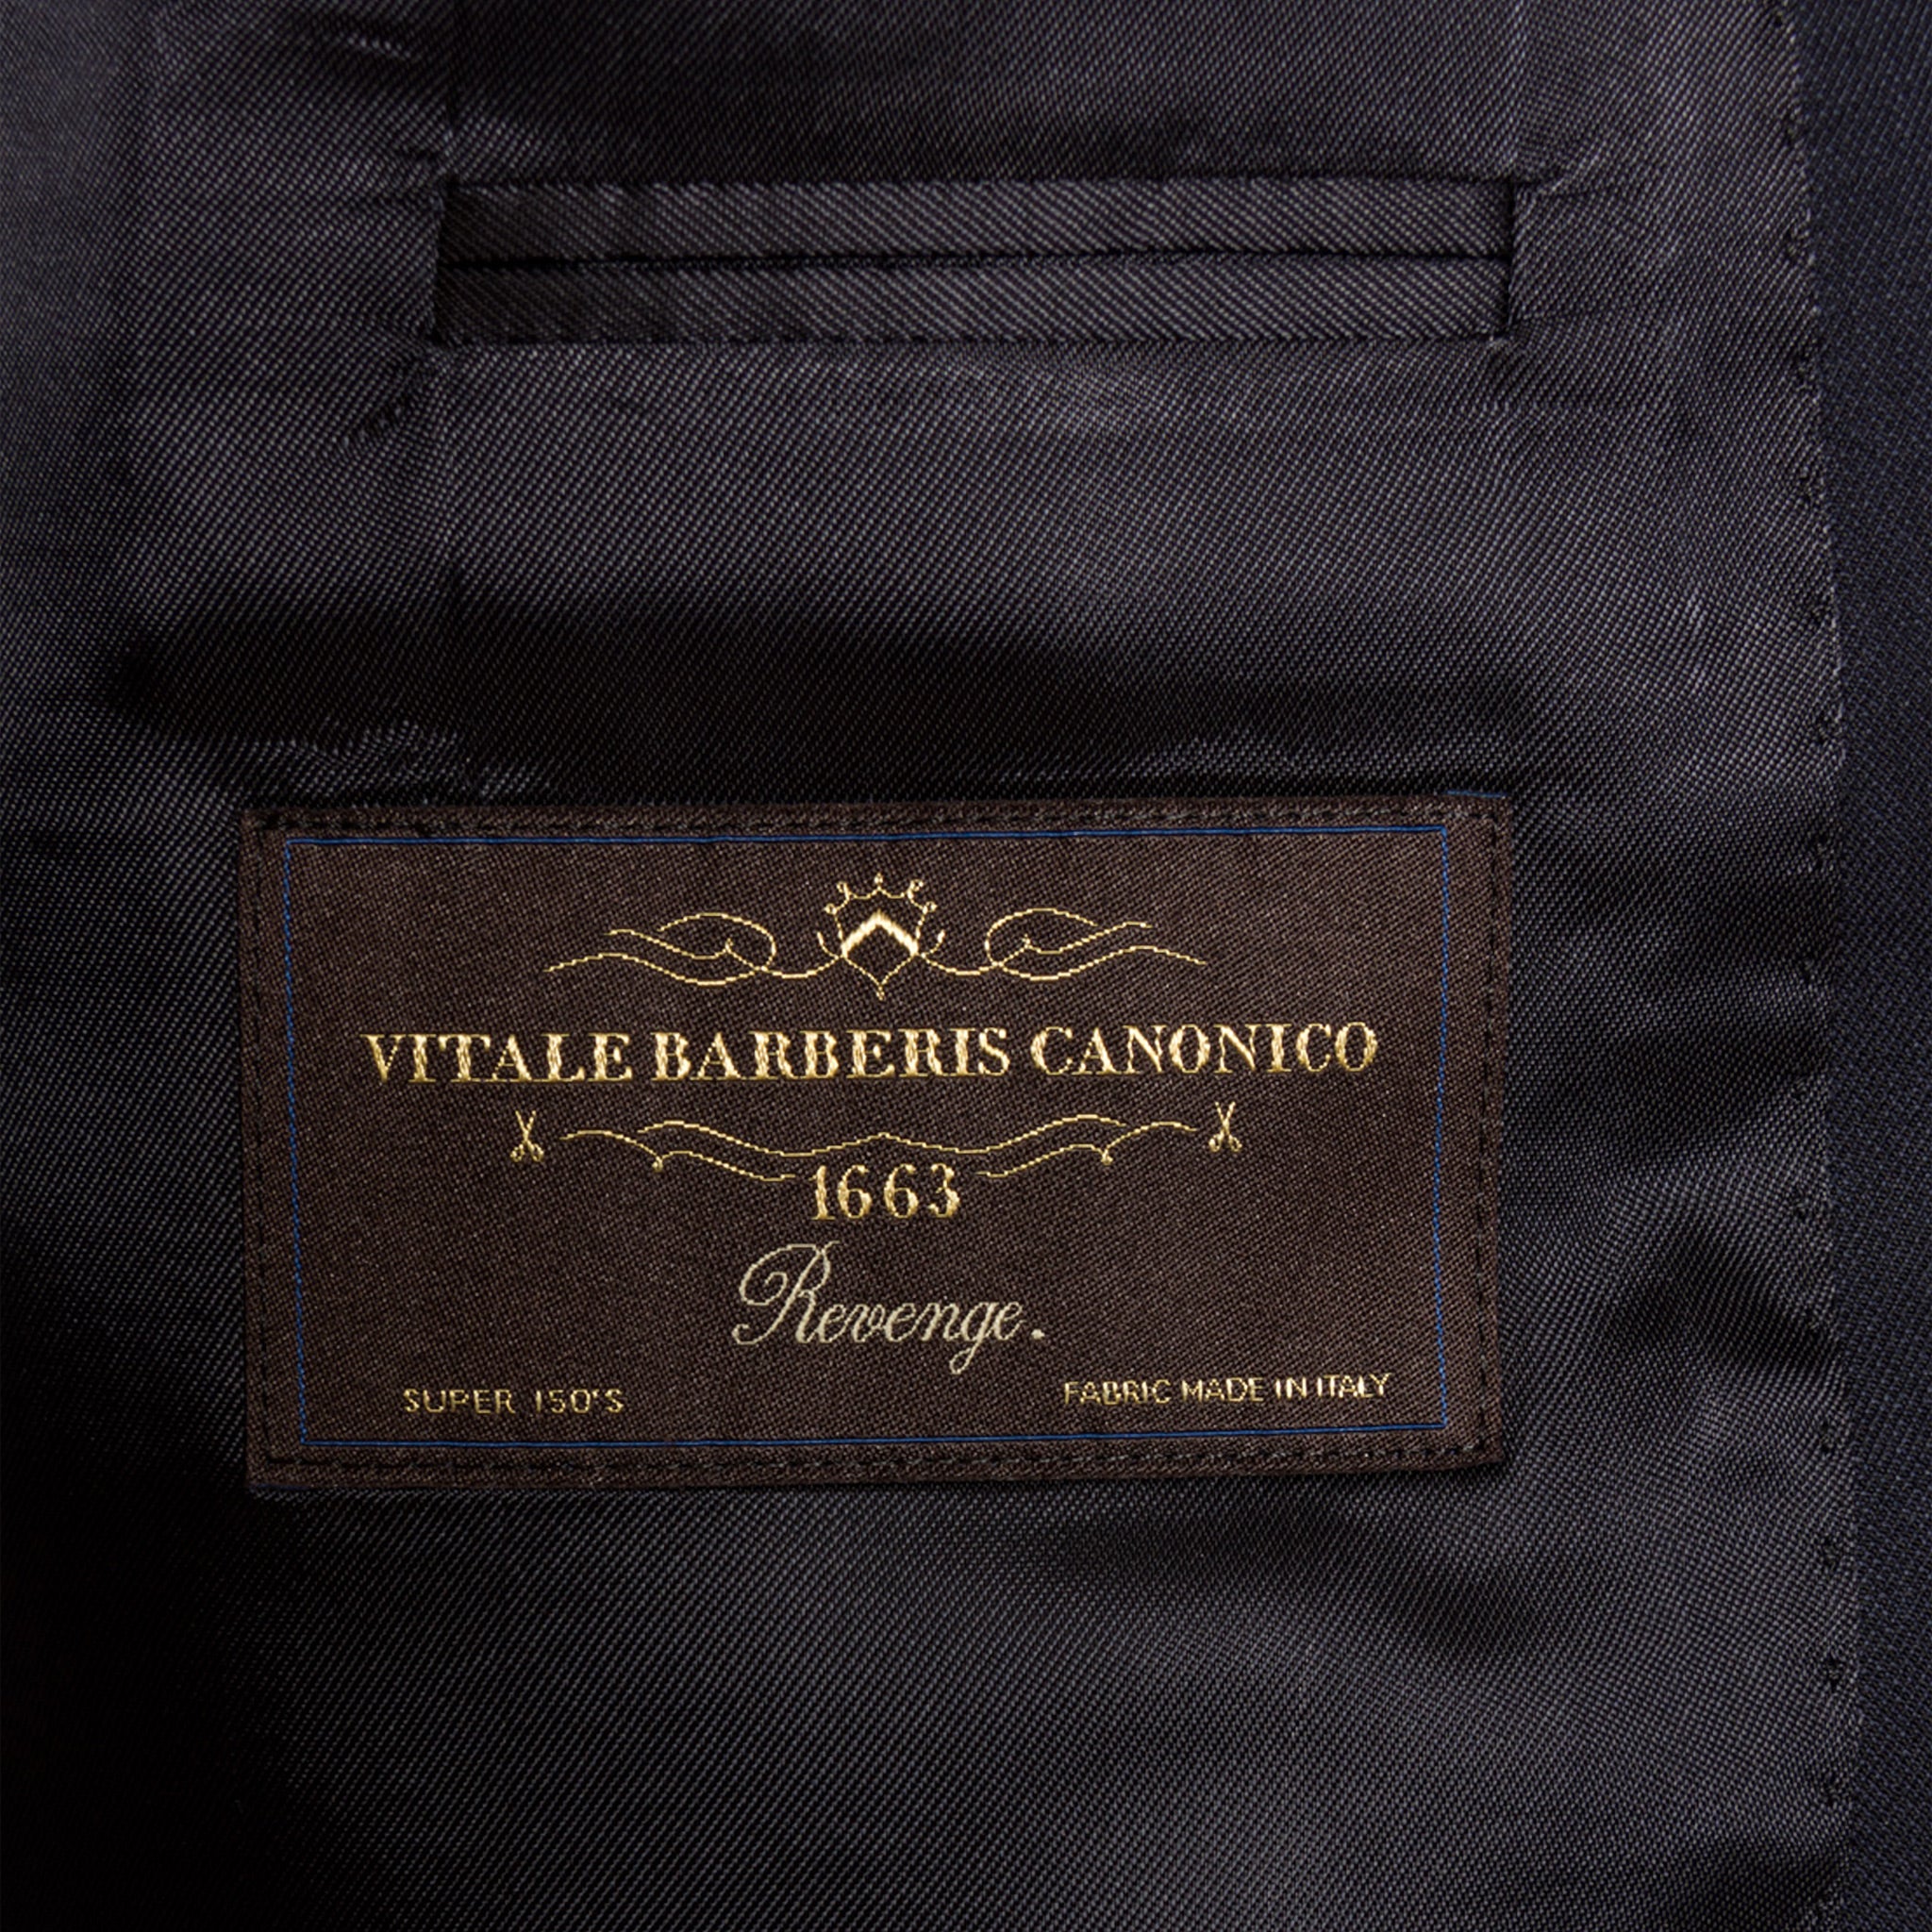 VITALE BARBERIS CANONICO
1663
Revenge.
SUPER 150'S
FABRIC MADE IN ITALY